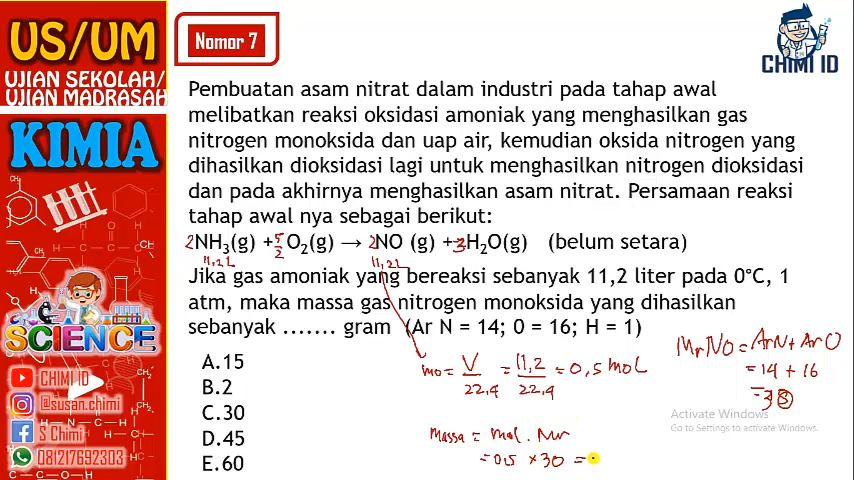 US/UM
UJIAN SEKOLAH/
UJIAN MADRASAH
KIMIA
SCIENCE
CHIMI ID
@susan.chimi
S Chimi
081217692303
Nomor 7
CHIMI ID
Pembuatan asam nitrat dalam industri pada tahap awal
melibatkan reaksi oksidasi amoniak yang menghasilkan gas
nitrogen monoksida dan uap air, kemudian oksida nitrogen yang
dihasilkan dioksidasi lagi untuk menghasilkan nitrogen dioksidasi
dan pada akhirnya menghasilkan asam nitrat. Persamaan reaksi
tahap awal nya sebagai berikut:
2NH₃(g) + 5/2 O₂(g) → 2NO (g) + 3H₂O(g) (belum setara)
11,2 L 11,2 L
Jika gas amoniak yang bereaksi sebanyak 11,2 liter pada 0°C, 1
atm, maka massa gas nitrogen monoksida yang dihasilkan
sebanyak ....... gram (Ar N = 14; 0 = 16; H = 1)
A.15
B.2
C.30
D.45
E.60
mo = V/22,4 = 11,2/22,4 = 0,5 mol
massa = mol . Mr
= 0,5 × 30 =
Mr NO = Ar N + Ar O
= 14 + 16
= 30
Activate Windows
Go to Settings to activate Windows.